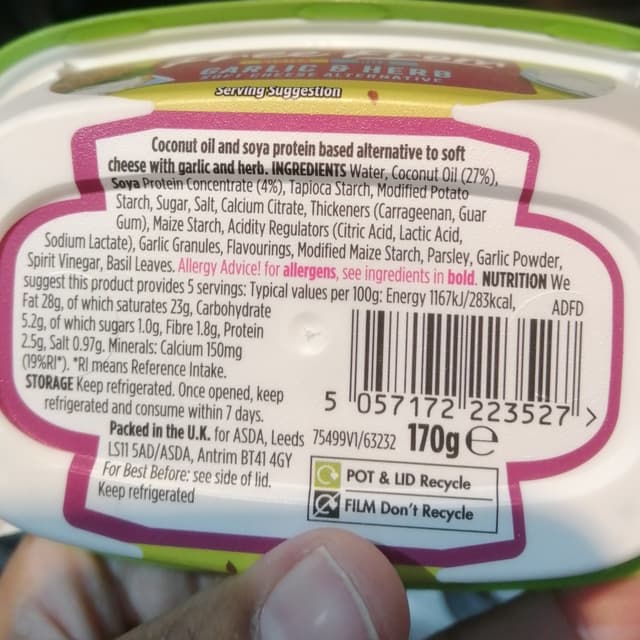 GARLIC & HERB
SOFT CHEESE ALTERNATIVE
Serving Suggestion
Coconut oil and soya protein based alternative to soft
cheese with garlic and herb. INGREDIENTS Water, Coconut Oil (27%),
Soya Protein Concentrate (4%), Tapioca Starch, Modified Potato
Starch, Sugar, Salt, Calcium Citrate, Thickeners (Carrageenan, Guar
Gum), Maize Starch, Acidity Regulators (Citric Acid, Lactic Acid,
Sodium Lactate), Garlic Granules, Flavourings, Modified Maize Starch, Parsley, Garlic Powder,
Spirit Vinegar, Basil Leaves. Allergy Advice! for allergens, see ingredients in bold. NUTRITION We
suggest this product provides 5 servings: Typical values per 100g: Energy 1167kJ/283kcal,
Fat 28g, of which saturates 23g, Carbohydrate
5.2g, of which sugars 1.0g, Fibre 1.8g, Protein
2.5g, Salt 0.97g. Minerals: Calcium 150mg
(19%RI*). *RI means Reference Intake.
STORAGE Keep refrigerated. Once opened, keep
refrigerated and consume within 7 days.
ADFD
5 057172 223527 >
Packed in the U.K. for ASDA, Leeds
LS11 5AD/ASDA, Antrim BT41 4GY
For Best Before: see side of lid.
Keep refrigerated
75499V1/63232 170g e
POT & LID Recycle
FILM Don't Recycle